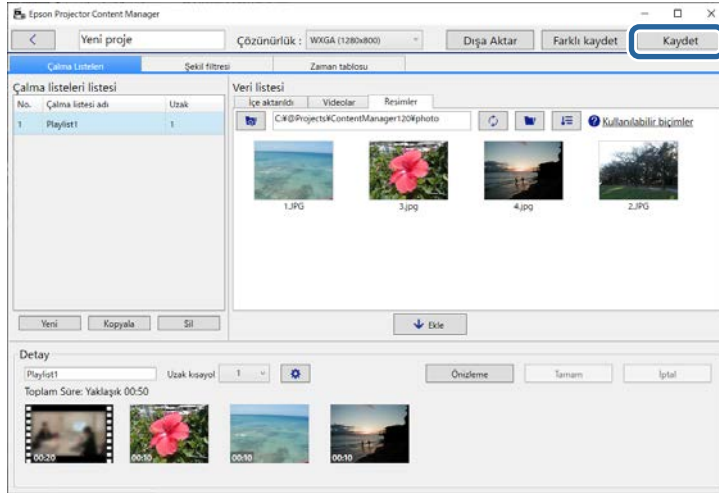 Epson Projector Content Manager
Yeni proje
Çözünürlük : WXGA (1280x800)
Dışa Aktar
Farklı kaydet
Kaydet
Çalma Listeleri
Şekil filtresi
Zaman tablosu
Çalma listeleri listesi
No. Çalma listesi adı Uzak
1 Playlist1 1
Yeni
Kopyala
Sil
Veri listesi
İçe aktarıldı Videolar Resimler
C:¥@Projects¥ContentManager120¥photo
Kullanılabilir biçimler
1.JPG 3.jpg 4.jpg 2.JPG
Ekle
Detay
Playlist1 Uzak kısayol 1
Önizleme Tamam İptal
Toplam Süre: Yaklaşık 00:50
00:20 00:10 00:10 00:10